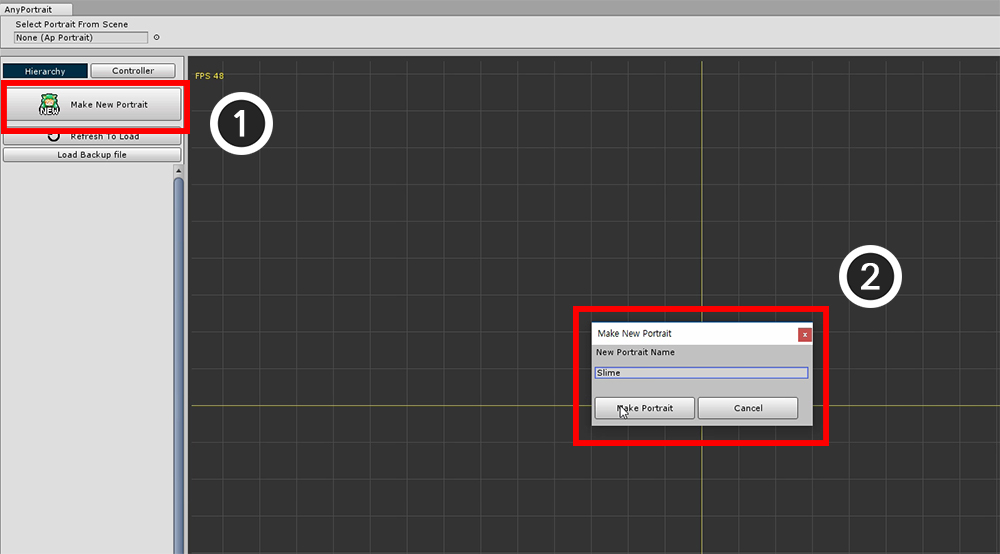 AnyPortrait
Select Portrait From Scene
None (Ap Portrait)
Hierarchy Controller
FPS 48
NEW Make New Portrait
1
Refresh To Load
Load Backup file
2
Make New Portrait x
New Portrait Name
Slime
Make Portrait Cancel